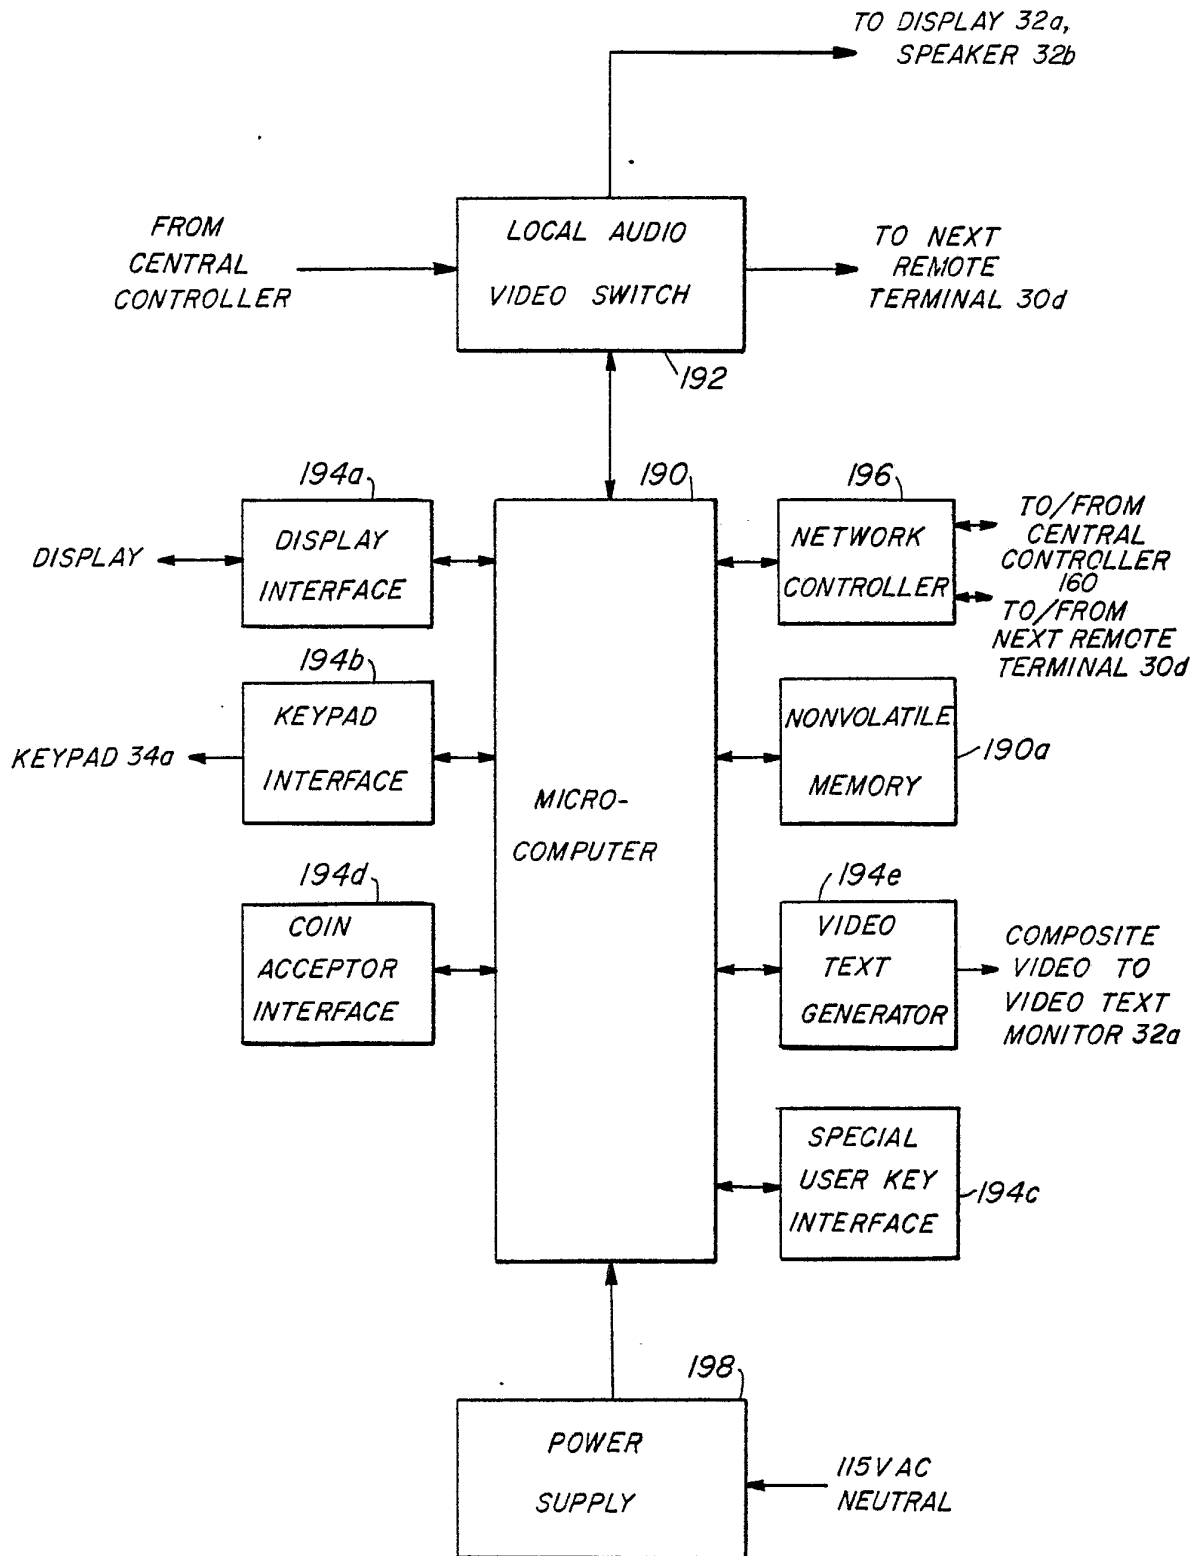 TO DISPLAY 32a,
SPEAKER 32b
FROM
CENTRAL
CONTROLLER
LOCAL AUDIO
VIDEO SWITCH
TO NEXT
REMOTE
TERMINAL 30d
192
194a
190
196
DISPLAY
DISPLAY
INTERFACE
NETWORK
CONTROLLER
TO/FROM
CENTRAL
CONTROLLER
160
TO/FROM
NEXT REMOTE
TERMINAL 30d
194b
KEYPAD 34a
KEYPAD
INTERFACE
MICRO-
COMPUTER
NONVOLATILE
MEMORY
190a
194d
COIN
ACCEPTOR
INTERFACE
194e
VIDEO
TEXT
GENERATOR
COMPOSITE
VIDEO TO
VIDEO TEXT
MONITOR 32a
SPECIAL
USER KEY
INTERFACE
194c
198
POWER
SUPPLY
115VAC
NEUTRAL